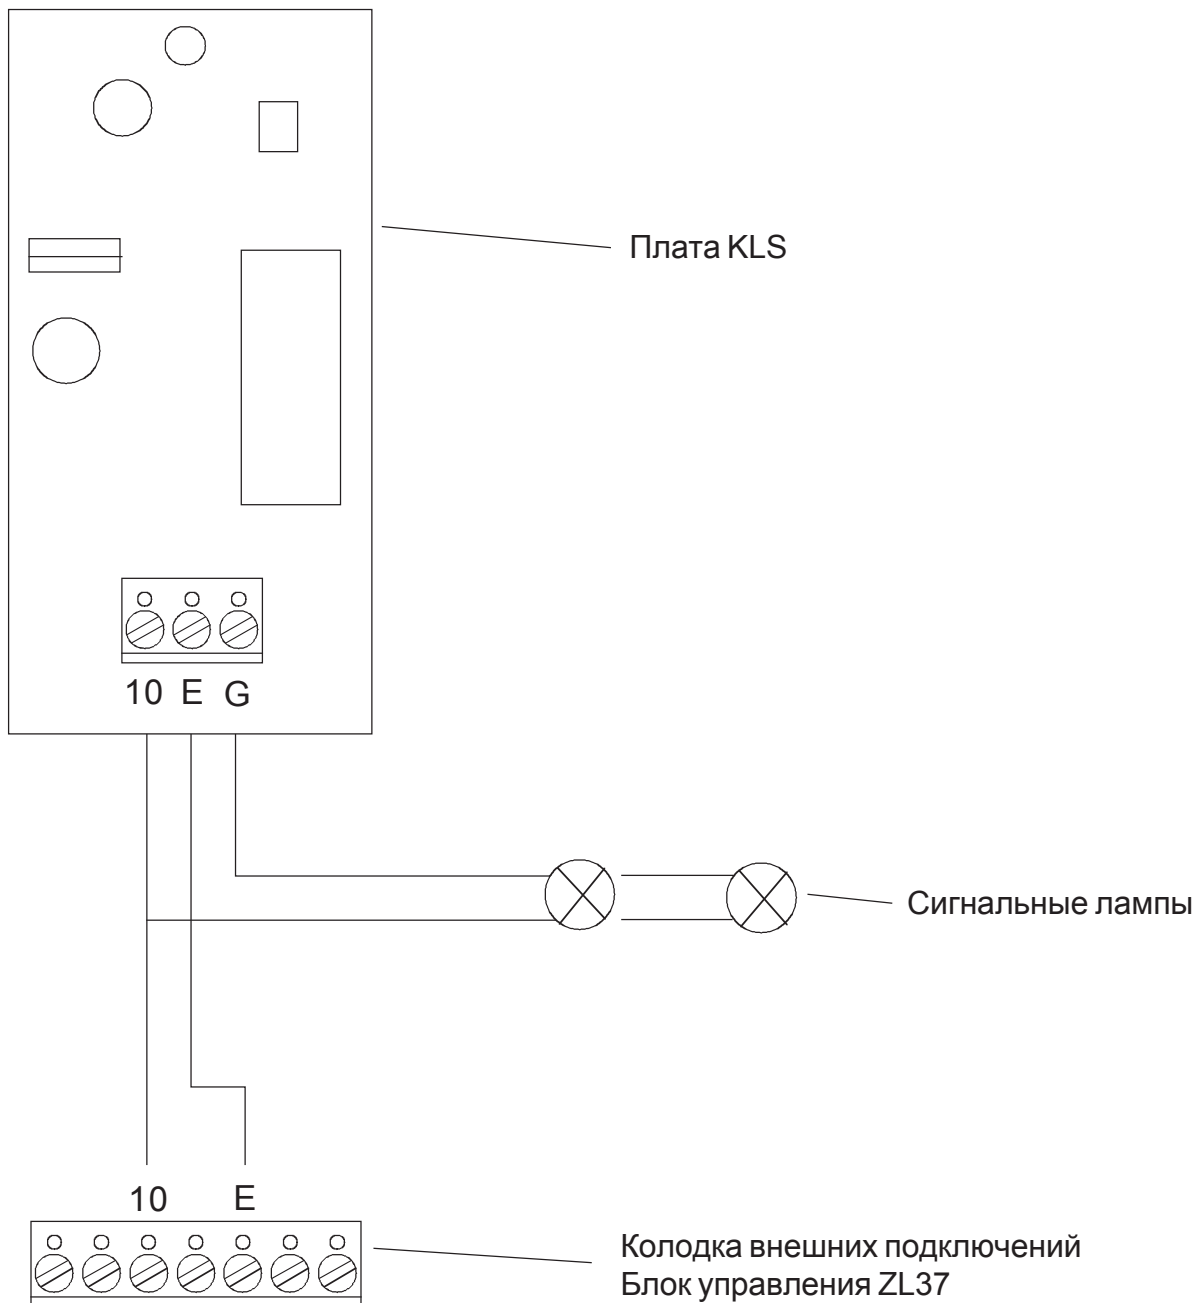 Плата KLS
10 E G
Сигнальные лампы
10 E
Колодка внешних подключений
Блок управления ZL37